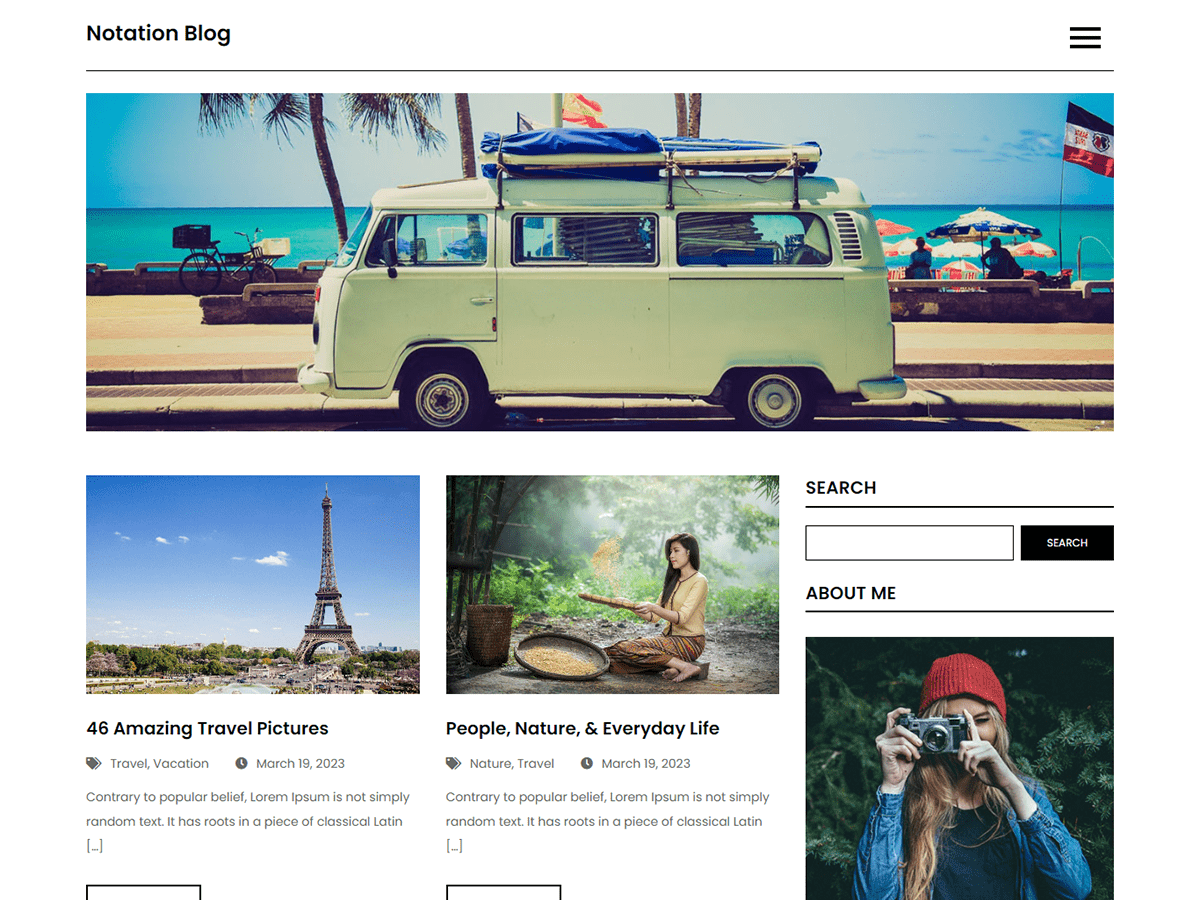 Notation Blog
46 Amazing Travel Pictures
Travel, Vacation March 19, 2023
Contrary to popular belief, Lorem Ipsum is not simply
random text. It has roots in a piece of classical Latin
[…]
People, Nature, & Everyday Life
Nature, Travel March 19, 2023
Contrary to popular belief, Lorem Ipsum is not simply
random text. It has roots in a piece of classical Latin
[…]
SEARCH
SEARCH
ABOUT ME